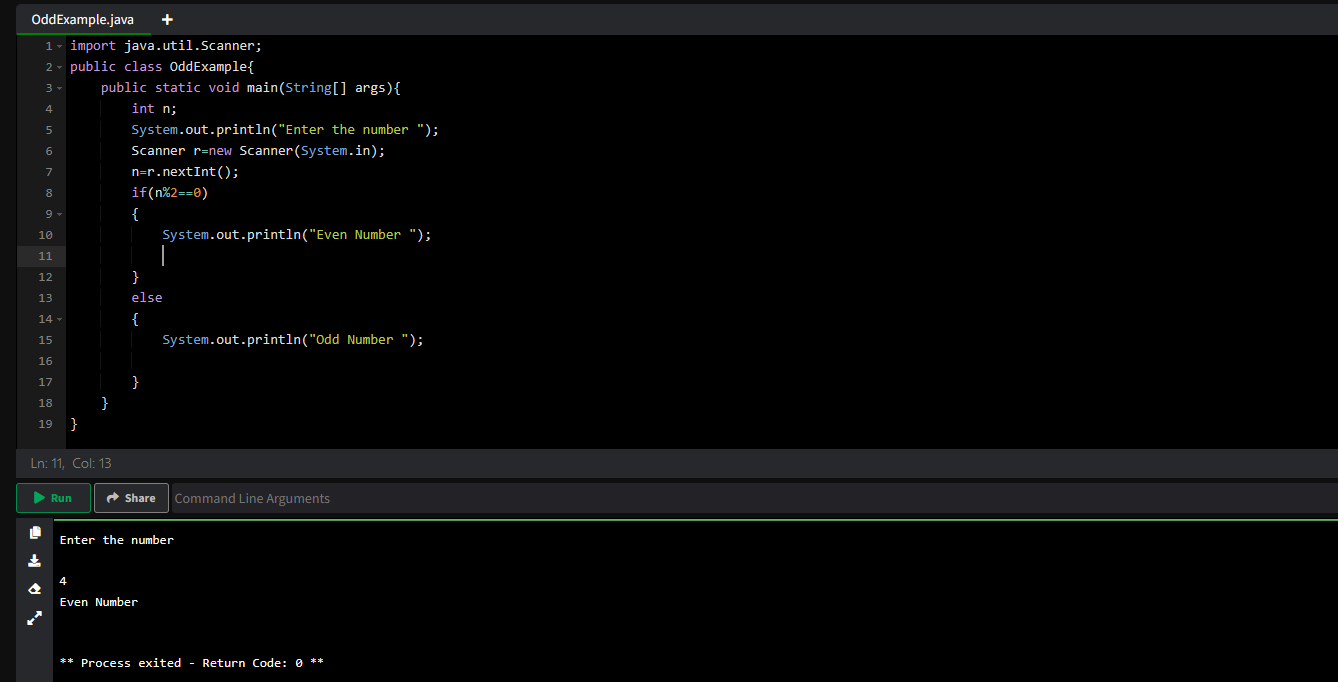 OddExample.java +
1 import java.util.Scanner;
2 public class OddExample{
3     public static void main(String[] args){
4         int n;
5         System.out.println("Enter the number ");
6         Scanner r=new Scanner(System.in);
7         n=r.nextInt();
8         if(n%2==0)
9         {
10             System.out.println("Even Number ");
11
12         }
13         else
14         {
15             System.out.println("Odd Number ");
16
17         }
18     }
19 }
Ln: 11, Col: 13
Run Share Command Line Arguments
Enter the number
4
Even Number
** Process exited - Return Code: 0 **